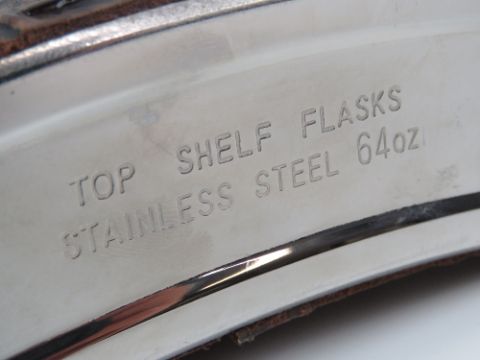 TOP SHELF FLASKS
STAINLESS STEEL 64oz